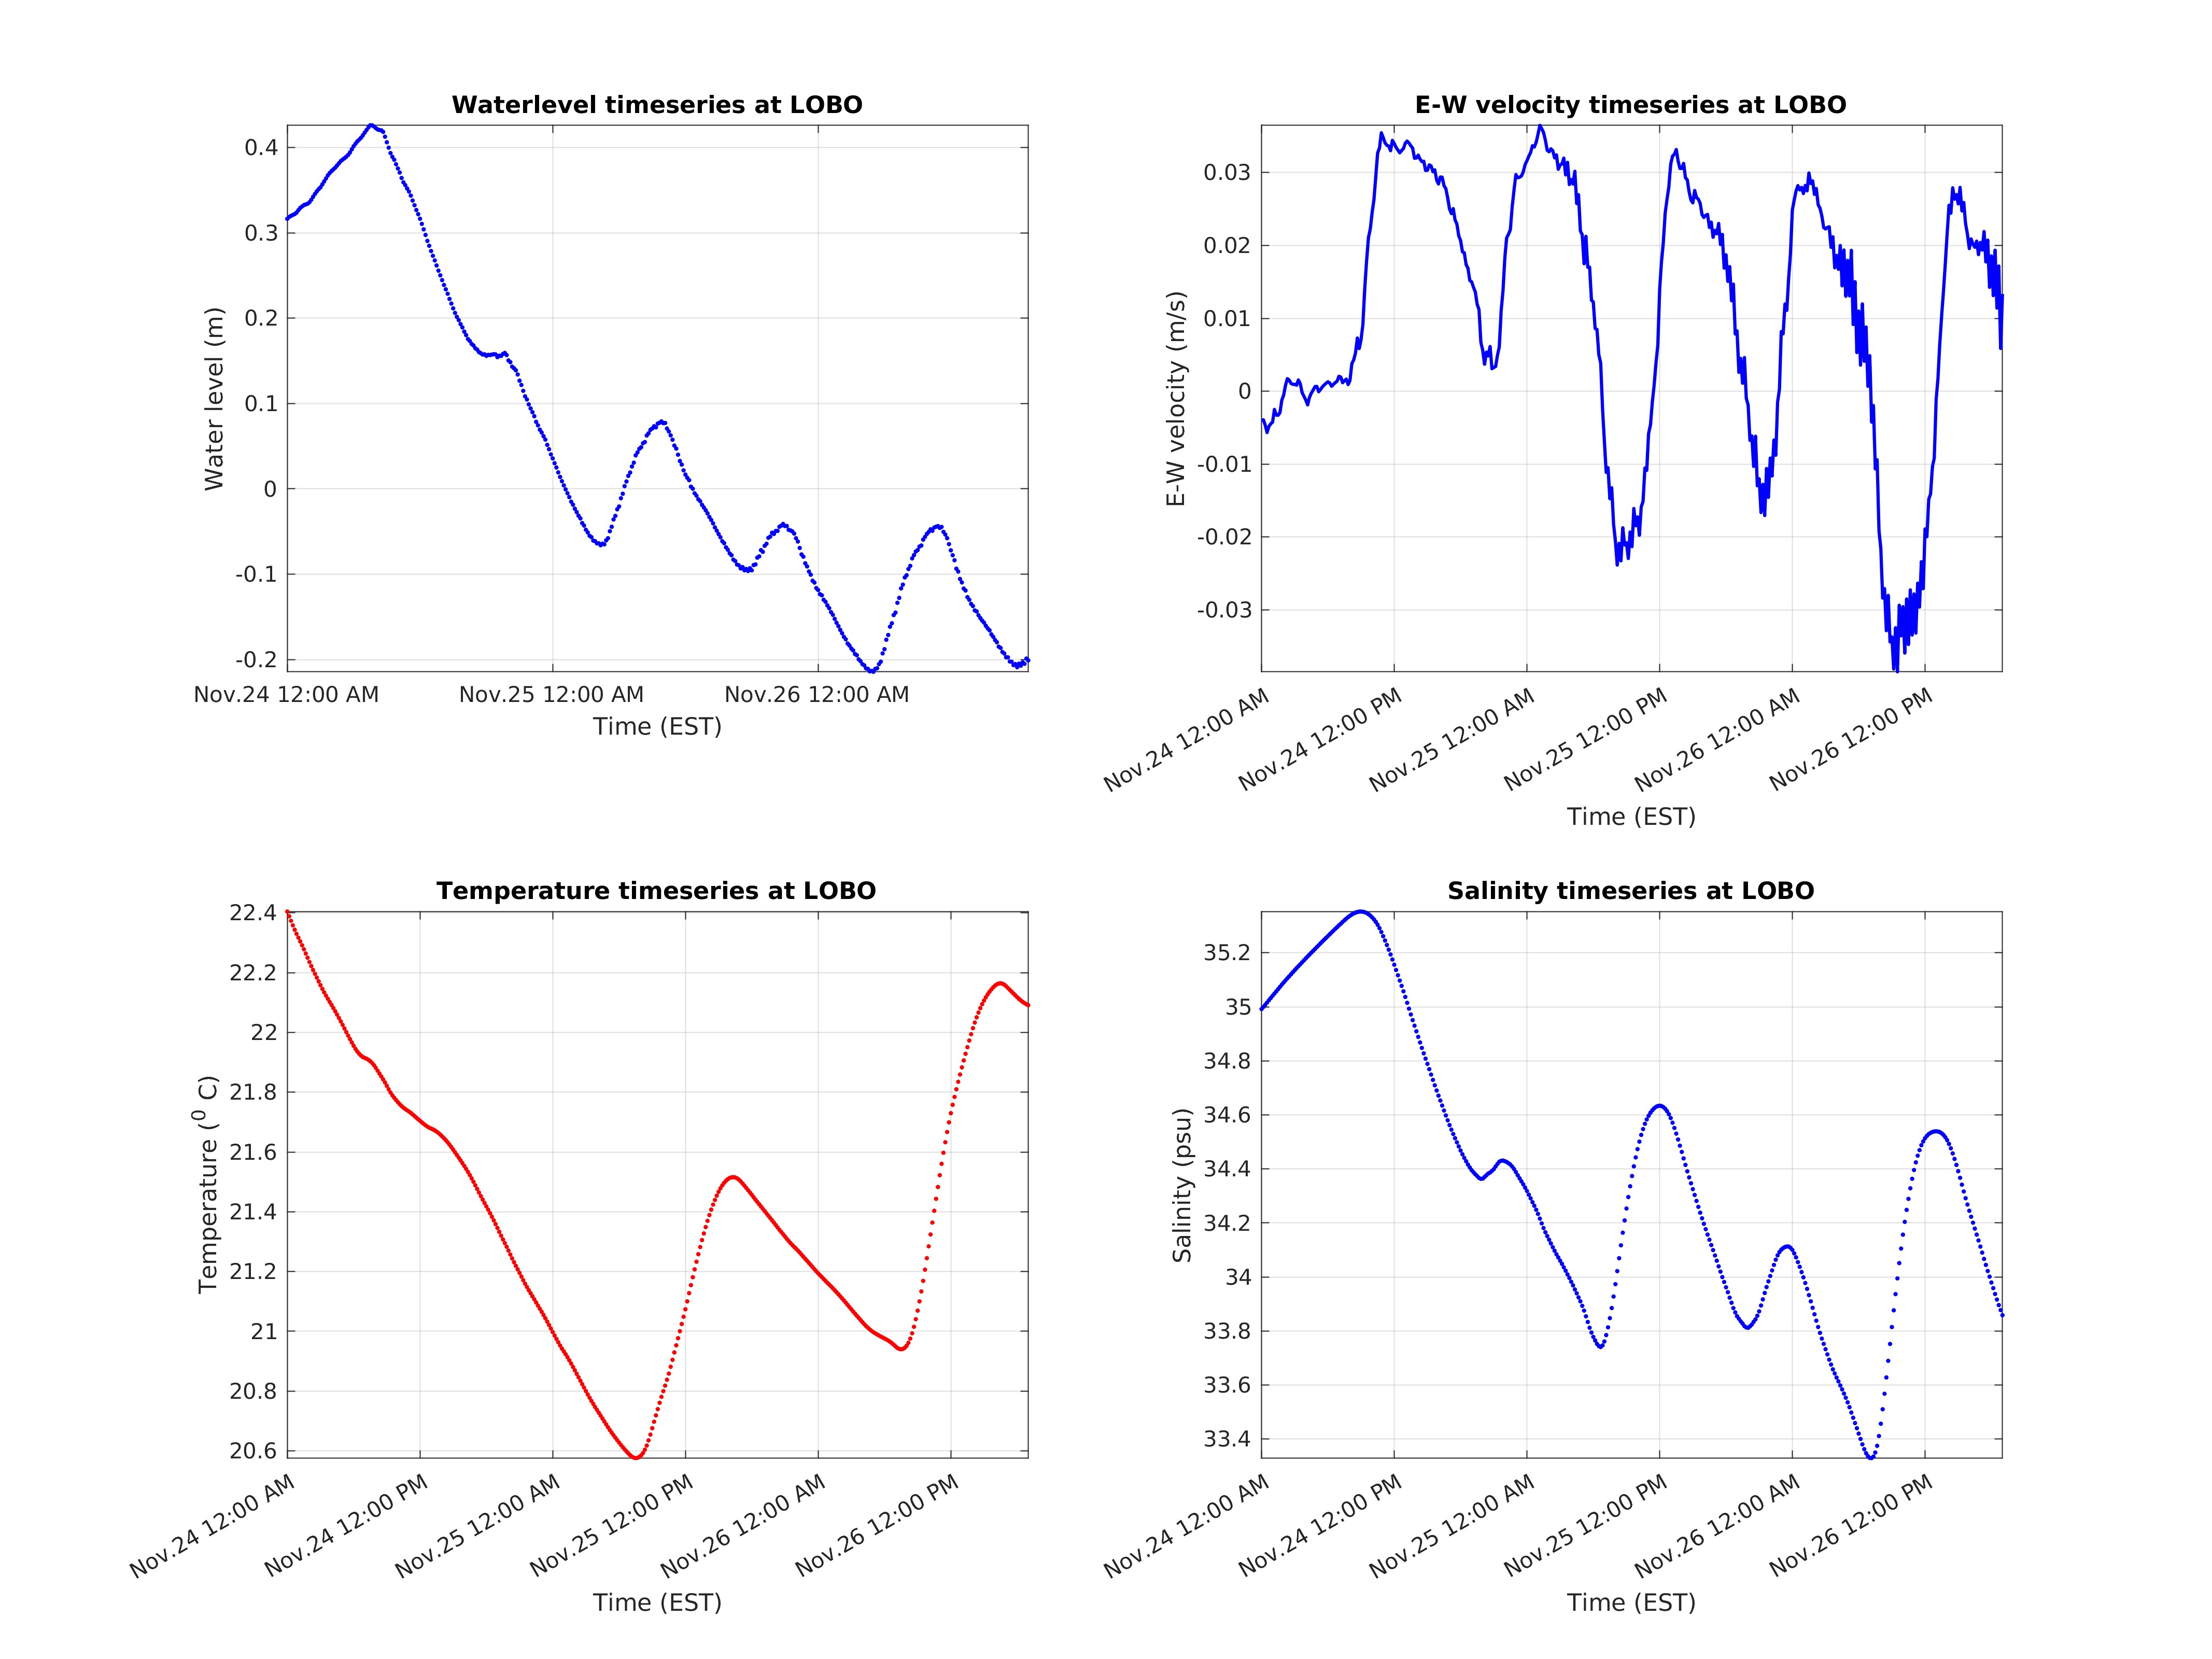 Waterlevel timeseries at LOBO
0.4
0.3
0.2
0.1
0
-0.1
-0.2
Water level (m)
Nov.24 12:00 AM
Nov.25 12:00 AM
Nov.26 12:00 AM
Time (EST)
E-W velocity timeseries at LOBO
0.03
0.02
0.01
0
-0.01
-0.02
-0.03
E-W velocity (m/s)
Nov.24 12:00 AM
Nov.24 12:00 PM
Nov.25 12:00 AM
Nov.25 12:00 PM
Nov.26 12:00 AM
Nov.26 12:00 PM
Time (EST)
Temperature timeseries at LOBO
22.4
22.2
22
21.8
21.6
21.4
21.2
21
20.8
20.6
Temperature (⁰ C)
Nov.24 12:00 AM
Nov.24 12:00 PM
Nov.25 12:00 AM
Nov.25 12:00 PM
Nov.26 12:00 AM
Nov.26 12:00 PM
Time (EST)
Salinity timeseries at LOBO
35.2
35
34.8
34.6
34.4
34.2
34
33.8
33.6
33.4
Salinity (psu)
Nov.24 12:00 AM
Nov.24 12:00 PM
Nov.25 12:00 AM
Nov.25 12:00 PM
Nov.26 12:00 AM
Nov.26 12:00 PM
Time (EST)